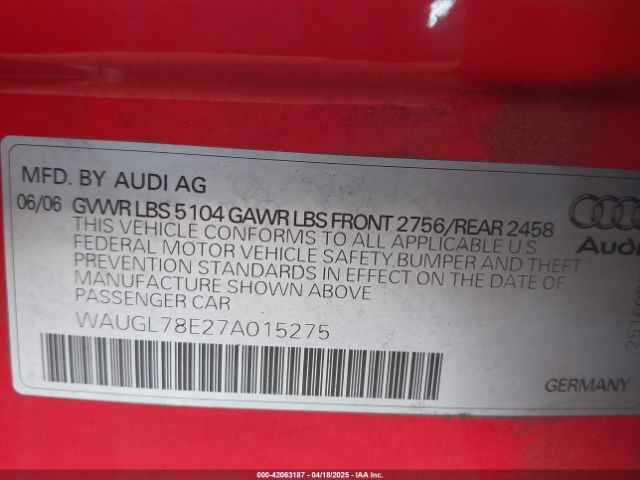 MFD. BY AUDI AG
06/06 GVWR LBS 5104 GAWR LBS FRONT 2756/REAR 2458
THIS VEHICLE CONFORMS TO ALL APPLICABLE U.S
FEDERAL MOTOR VEHICLE SAFETY,BUMPER AND THEFT
PREVENTION STANDARDS IN EFFECT ON THE DATE OF
MANUFACTURE SHOWN ABOVE
PASSENGER CAR
WAUGL78E27A015275
Audi
GERMANY
000-42063187 - 04/18/2025 - IAA Inc.